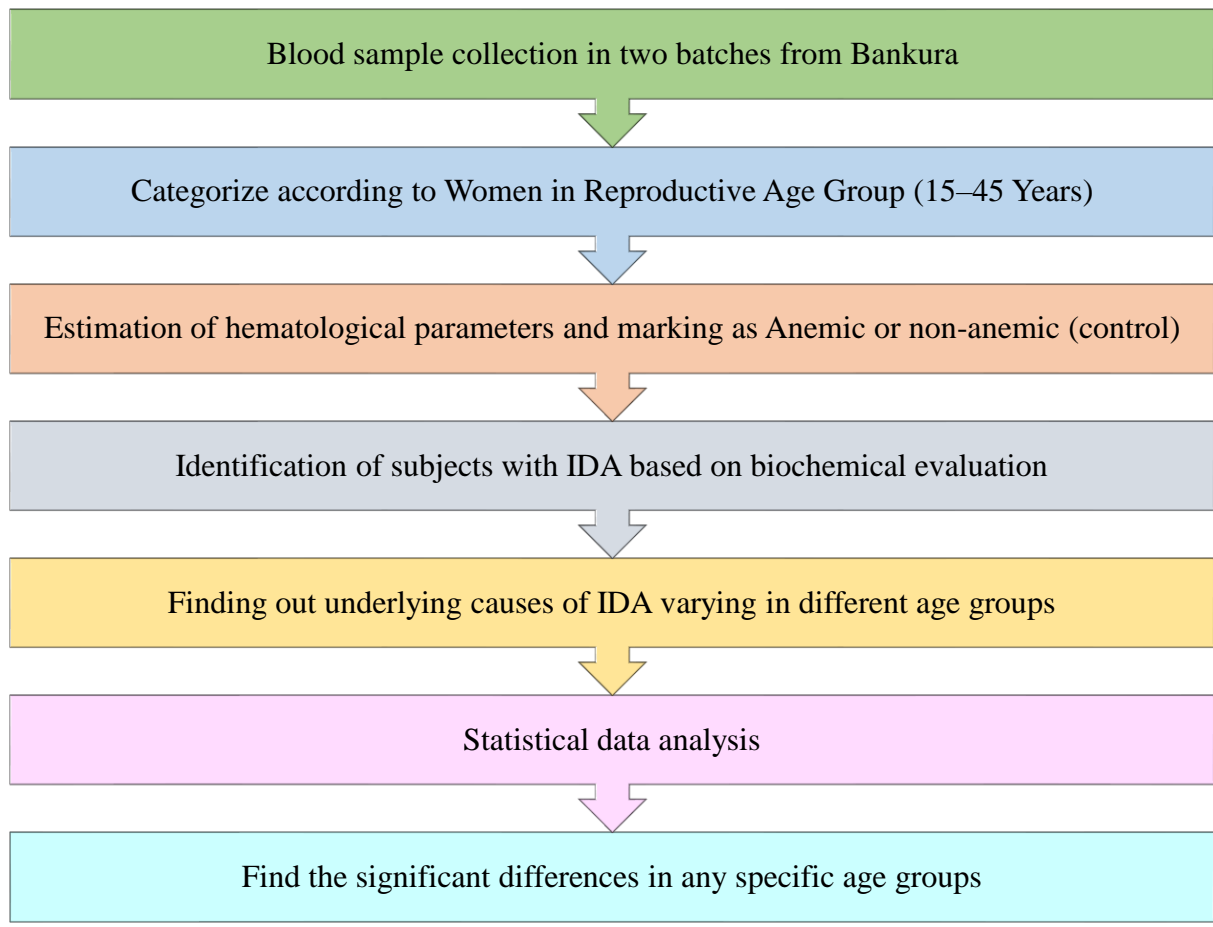 Blood sample collection in two batches from Bankura
Categorize according to Women in Reproductive Age Group (15–45 Years)
Estimation of hematological parameters and marking as Anemic or non-anemic (control)
Identification of subjects with IDA based on biochemical evaluation
Finding out underlying causes of IDA varying in different age groups
Statistical data analysis
Find the significant differences in any specific age groups